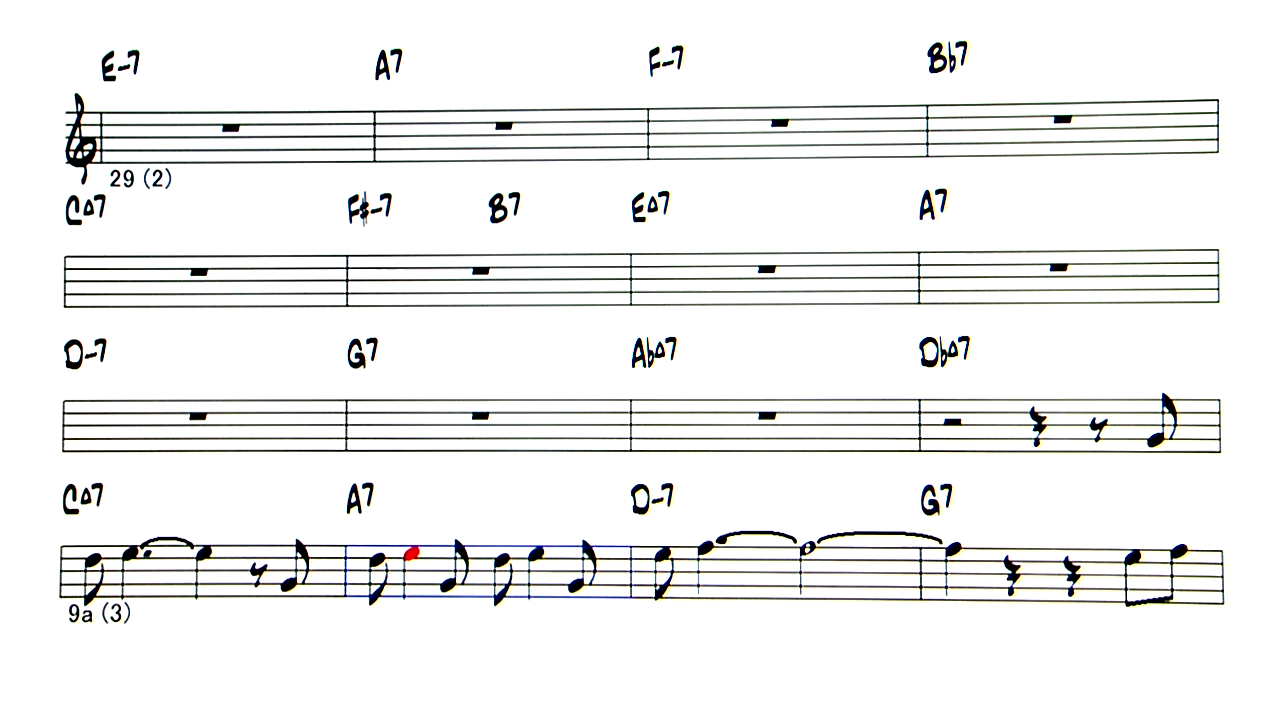 E-7 A7 F-7 Bb7
29 (2)
C∆7 F#-7 B7 E∆7 A7
D-7 G7 Ab∆7 Db∆7
C∆7 A7 D-7 G7
9a (3)